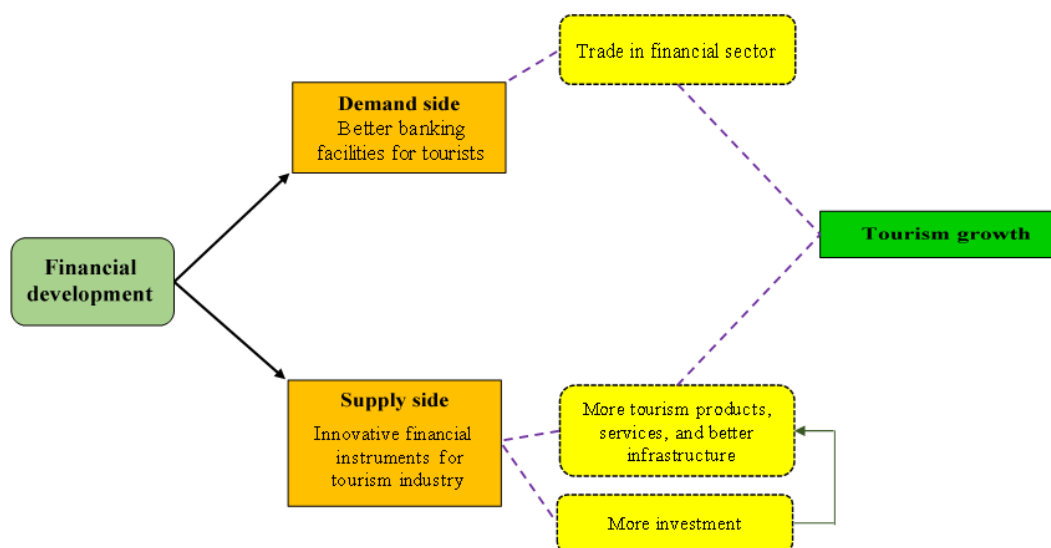 Trade in financial sector
Demand side
Better banking
facilities for tourists
Tourism growth
Financial
development
Supply side
Innovative financial
instruments for
tourism industry
More tourism products,
services, and better
infrastructure
More investment